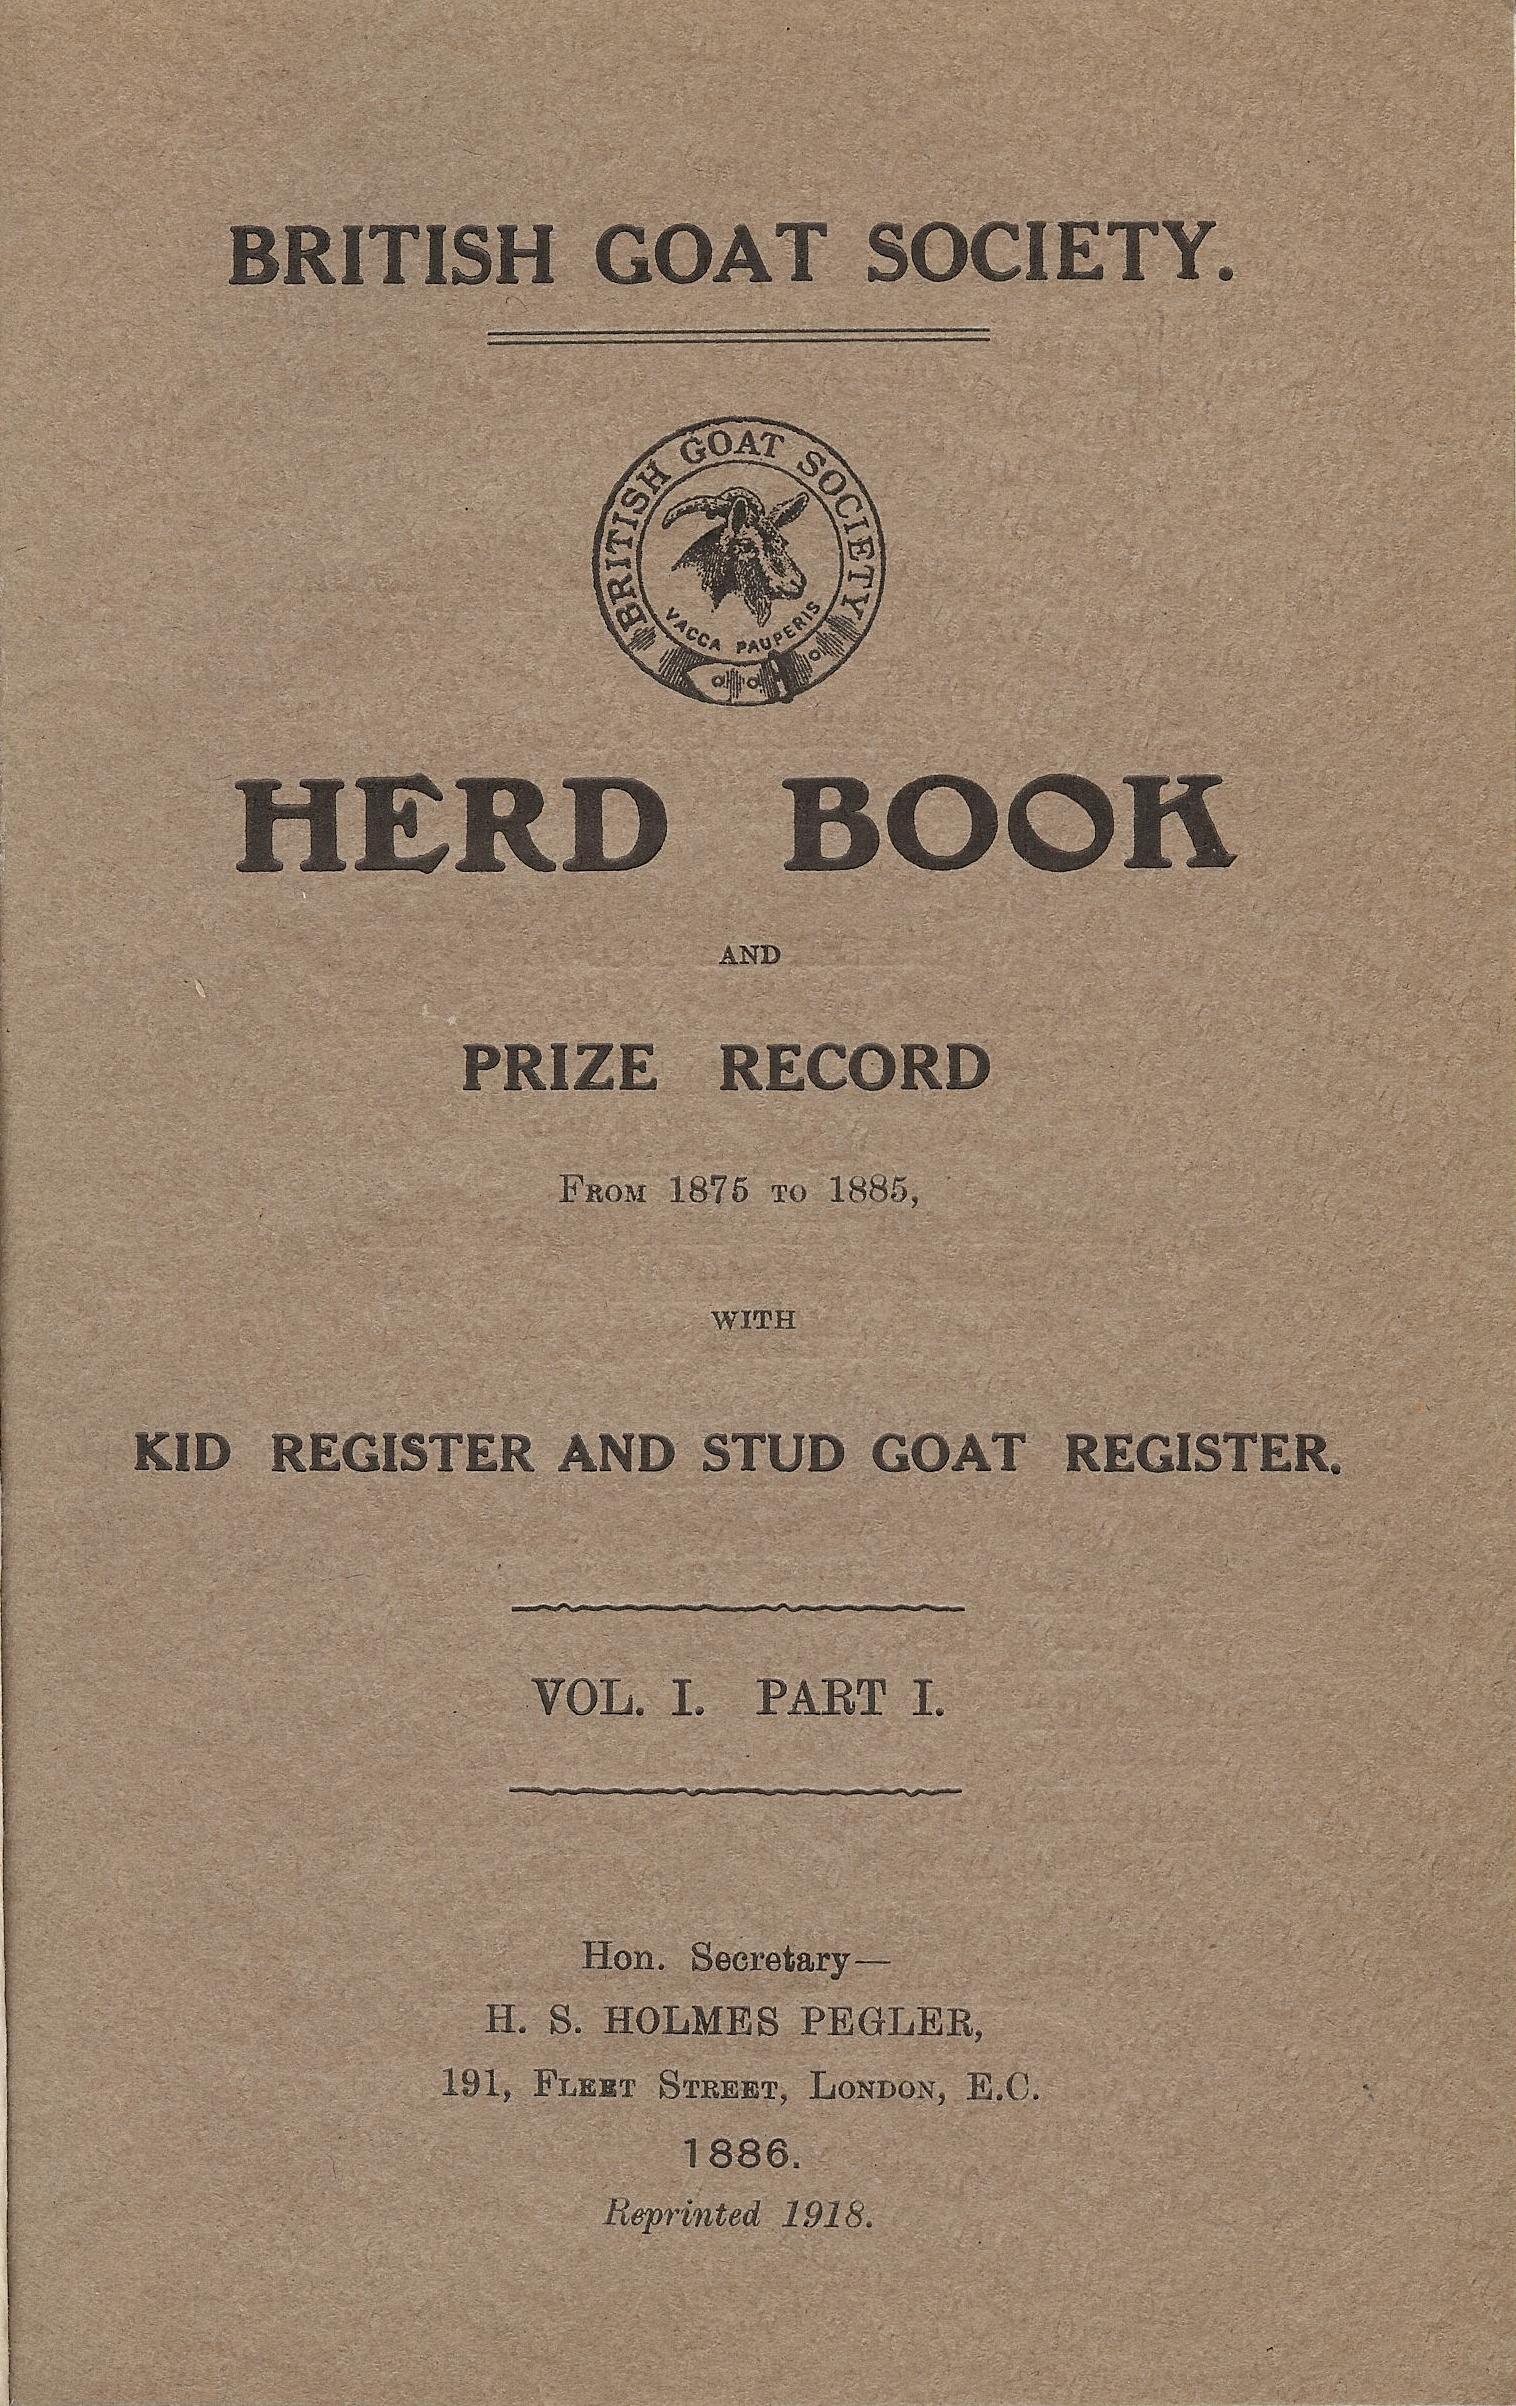 BRITISH GOAT SOCIETY.
BRITISH GOAT SOCIETY
VACCA PAUPERIS
HERD BOOK
AND
PRIZE RECORD
FROM 1875 TO 1885,
WITH
KID REGISTER AND STUD GOAT REGISTER.
VOL. I. PART I.
Hon. Secretary—
H. S. HOLMES PEGLER,
191, FLEET STREET, LONDON, E.C.
1886.
Reprinted 1918.